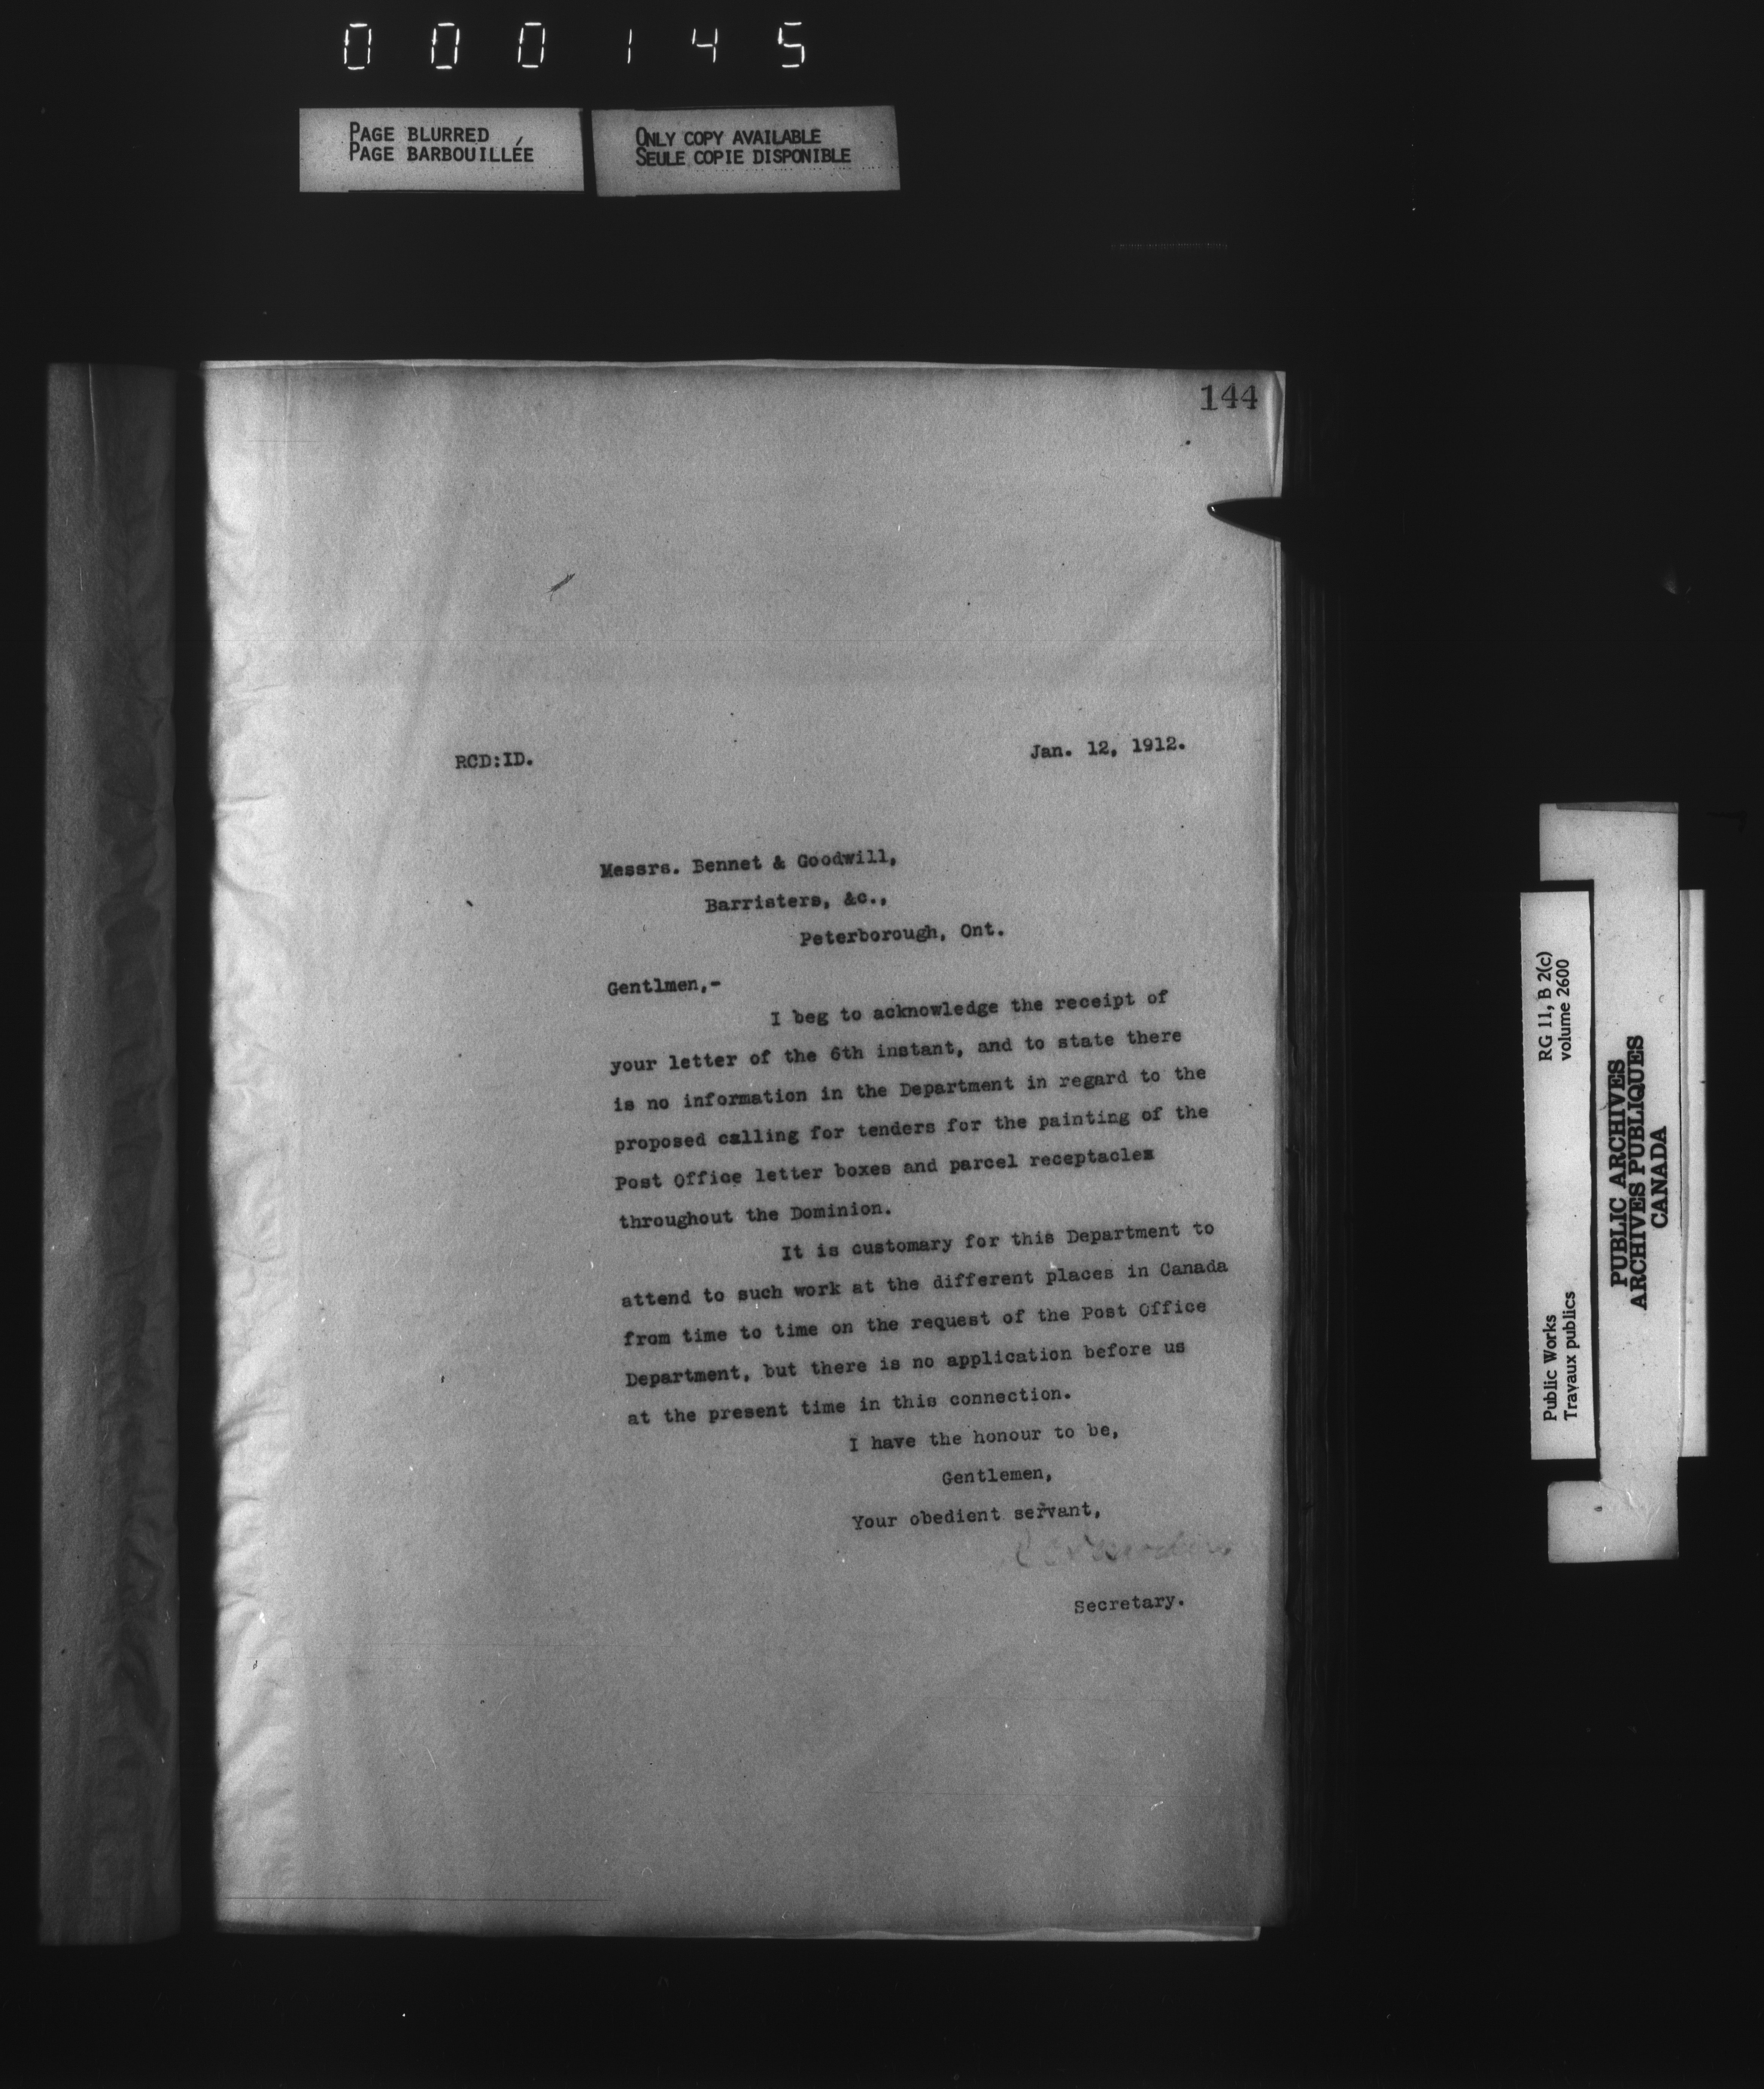 000145
PAGE BLURRED
PAGE BARBOUILLÉE
ONLY COPY AVAILABLE
SEULE COPIE DISPONIBLE
144
RCD:ID.
Jan. 12, 1912.
Messrs. Bennet & Goodwill,
Barristers, &c.,
Peterborough, Ont.
Gentlmen,-
I beg to acknowledge the receipt of
your letter of the 6th instant, and to state there
is no information in the Department in regard to the
proposed calling for tenders for the painting of the
Post Office letter boxes and parcel receptacles
throughout the Dominion.
It is customary for this Department to
attend to such work at the different places in Canada
from time to time on the request of the Post Office
Department, but there is no application before us
at the present time in this connection.
I have the honour to be,
Gentlemen,
Your obedient servant,
Secretary.
RG 11, B 2(c)
volume 2600
Public Works
Travaux publics
PUBLIC ARCHIVES
ARCHIVES PUBLIQUES
CANADA